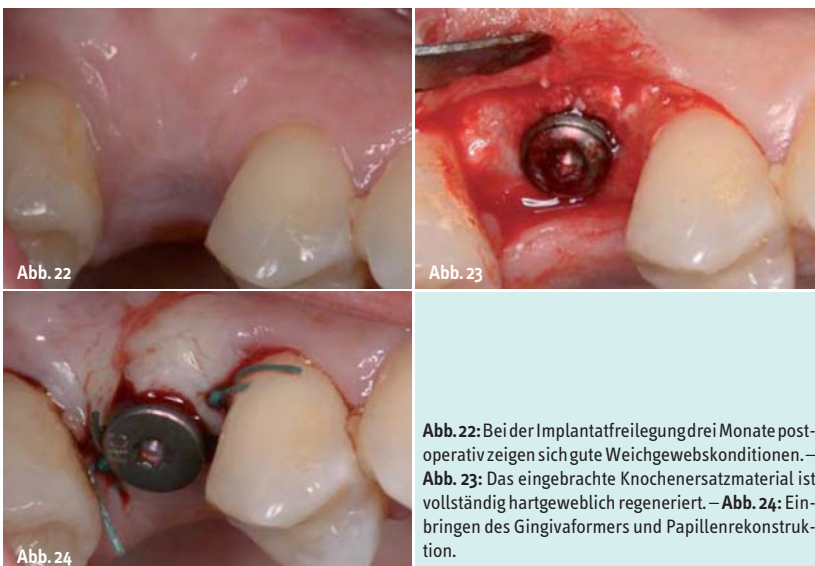 Abb. 22
Abb. 23
Abb. 24
Abb. 22: Bei der Implantatfreilegung drei Monate post-
operativ zeigen sich gute Weichgewebskonditionen. –
Abb. 23: Das eingebrachte Knochenersatzmaterial ist
vollständig hartgeweblich regeneriert. – Abb. 24: Ein-
bringen des Gingivaformers und Papillenrekonstruk-
tion.